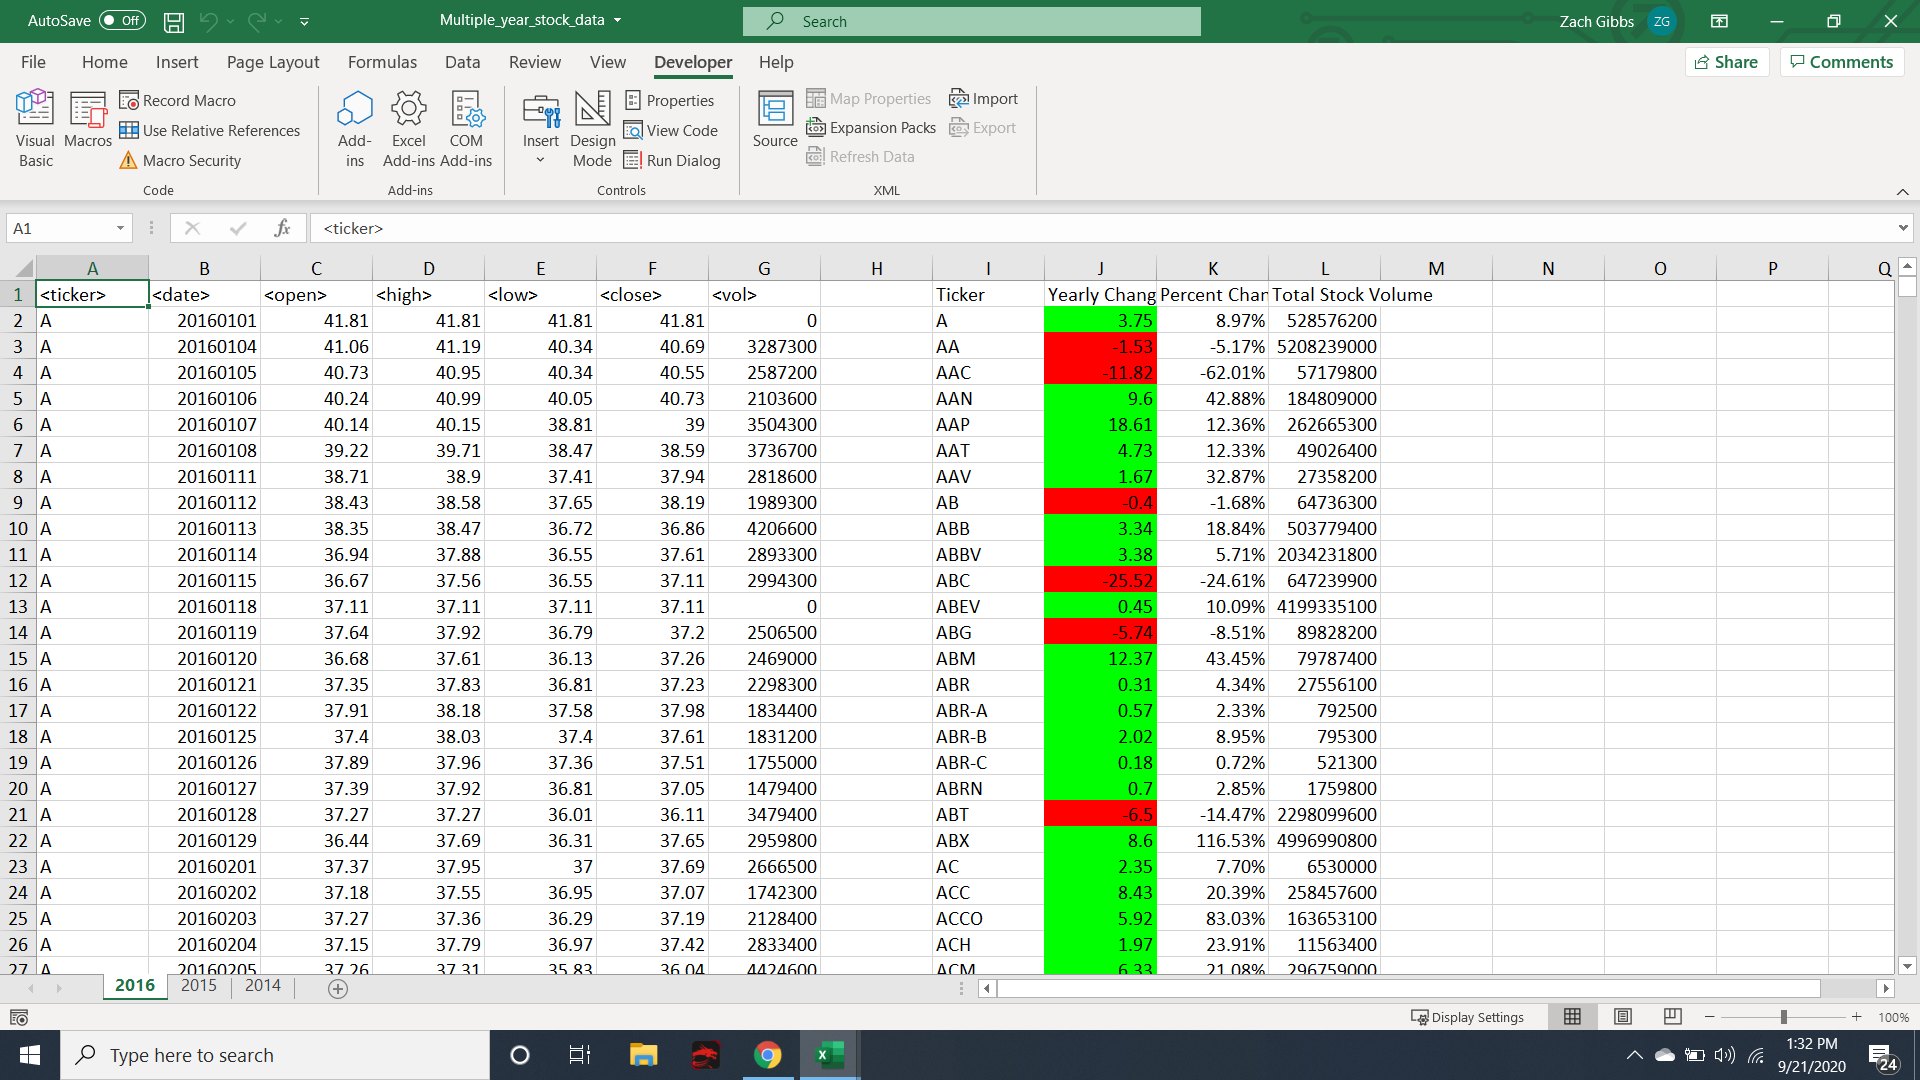 AutoSave Off Multiple_year_stock_data Search Zach Gibbs ZG
File Home Insert Page Layout Formulas Data Review View Developer Help Share Comments
Visual Basic
Macros
Record Macro
Use Relative References
Macro Security
Code
Add-ins
Excel Add-ins
COM Add-ins
Add-ins
Insert
Design Mode
Properties
View Code
Run Dialog
Controls
Source
Map Properties
Expansion Packs
Refresh Data
Import
Export
XML
A1 fx <ticker>
A B C D E F G H I J K L M N O P Q
1 <ticker> <date> <open> <high> <low> <close> <vol> Ticker Yearly Chang Percent Char Total Stock Volume
2 A 20160101 41.81 41.81 41.81 41.81 0 A 3.75 8.97% 528576200
3 A 20160104 41.06 41.19 40.34 40.69 3287300 AA -1.53 -5.17% 5208239000
4 A 20160105 40.73 40.95 40.34 40.55 2587200 AAC -11.82 -62.01% 57179800
5 A 20160106 40.24 40.99 40.05 40.73 2103600 AAN 9.6 42.88% 184809000
6 A 20160107 40.14 40.15 38.81 39 3504300 AAP 18.61 12.36% 262665300
7 A 20160108 39.22 39.71 38.47 38.59 3736700 AAT 4.73 12.33% 49026400
8 A 20160111 38.71 38.9 37.41 37.94 2818600 AAV 1.67 32.87% 27358200
9 A 20160112 38.43 38.58 37.65 38.19 1989300 AB -0.4 -1.68% 64736300
10 A 20160113 38.35 38.47 36.72 36.86 4206600 ABB 3.34 18.84% 503779400
11 A 20160114 36.94 37.88 36.55 37.61 2893300 ABBV 3.38 5.71% 2034231800
12 A 20160115 36.67 37.56 36.55 37.11 2994300 ABC -25.52 -24.61% 647239900
13 A 20160118 37.11 37.11 37.11 37.11 0 ABEV 0.45 10.09% 4199335100
14 A 20160119 37.64 37.92 36.79 37.2 2506500 ABG -5.74 -8.51% 89828200
15 A 20160120 36.68 37.61 36.13 37.26 2469000 ABM 12.37 43.45% 79787400
16 A 20160121 37.35 37.83 36.81 37.23 2298300 ABR 0.31 4.34% 27556100
17 A 20160122 37.91 38.18 37.58 37.98 1834400 ABR-A 0.57 2.33% 792500
18 A 20160125 37.4 38.03 37.4 37.61 1831200 ABR-B 2.02 8.95% 795300
19 A 20160126 37.89 37.96 37.36 37.51 1755000 ABR-C 0.18 0.72% 521300
20 A 20160127 37.39 37.92 36.81 37.05 1479400 ABRN 0.7 2.85% 1759800
21 A 20160128 37.27 37.27 36.01 36.11 3479400 ABT -6.5 -14.47% 2298099600
22 A 20160129 36.44 37.69 36.31 37.65 2959800 ABX 8.6 116.53% 4996990800
23 A 20160201 37.37 37.95 37 37.69 2666500 AC 2.35 7.70% 6530000
24 A 20160202 37.18 37.55 36.95 37.07 1742300 ACC 8.43 20.39% 258457600
25 A 20160203 37.27 37.36 36.29 37.19 2128400 ACCO 5.92 83.03% 163653100
26 A 20160204 37.15 37.79 36.97 37.42 2833400 ACH 1.97 23.91% 11563400
27 A 20160205 37.26 37.31 35.83 36.04 4424600 ACM 6.33 21.08% 296759000
2016 2015 2014
Display Settings 100%
Type here to search
1:32 PM
9/21/2020
24